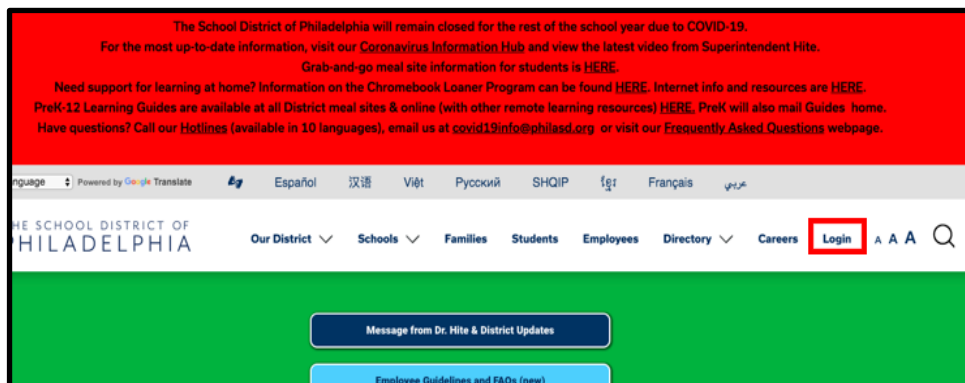 The School District of Philadelphia will remain closed for the rest of the school year due to COVID-19.
For the most up-to-date information, visit our Coronavirus Information Hub and view the latest video from Superintendent Hite.
Grab-and-go meal site information for students is HERE.
Need support for learning at home? Information on the Chromebook Loaner Program can be found HERE. Internet info and resources are HERE.
PreK-12 Learning Guides are available at all District meal sites & online (with other remote learning resources) HERE. PreK will also mail Guides home.
Have questions? Call our Hotlines (available in 10 languages), email us at covid19info@philasd.org or visit our Frequently Asked Questions webpage.
nguage Powered by Google Translate Español 汉语 Việt Русский SHQIP ខ្មែរ Français عربي
HE SCHOOL DISTRICT OF
PHILADELPHIA
Our District Schools Families Students Employees Directory Careers Login A A A
Message from Dr. Hite & District Updates
Employee Guidelines and FAQs (new)